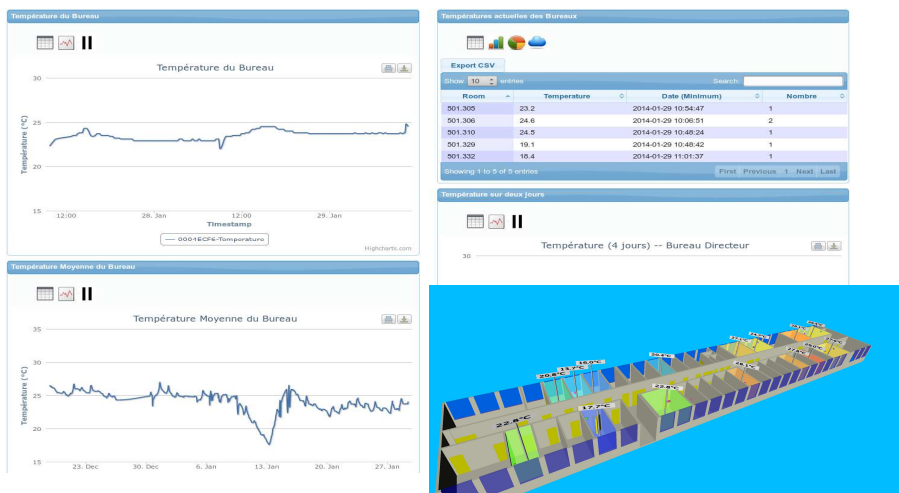 Température du Bureau
Température du Bureau
30
25
20
15
Température (°C)
12:00
28. Jan
12:00
29. Jan
Timestamp
Highcharts.com
Température Moyenne du Bureau
Température Moyenne du Bureau
35
30
25
20
15
Température (°C)
23. Dec
30. Dec
6. Jan
13. Jan
20. Jan
27. Jan
Températures actuelles des Bureaux
Export CSV
Show 10 entries Search:
Room Temperature Date (Minimum) Nombre
501.305 23.2 2014-01-29 10:54:47 1
501.306 24.6 2014-01-29 10:06:51 2
501.310 24.5 2014-01-29 10:48:24 1
501.329 19.1 2014-01-29 10:48:42 1
501.332 18.4 2014-01-29 11:01:37 1
Showing 1 to 5 of 5 entries First Previous 1 Next Last
Température sur deux jours
Température (4 jours) -- Bureau Directeur
30
16.0°C
13.7°C
20.8°C
22.8°C
17.7°C